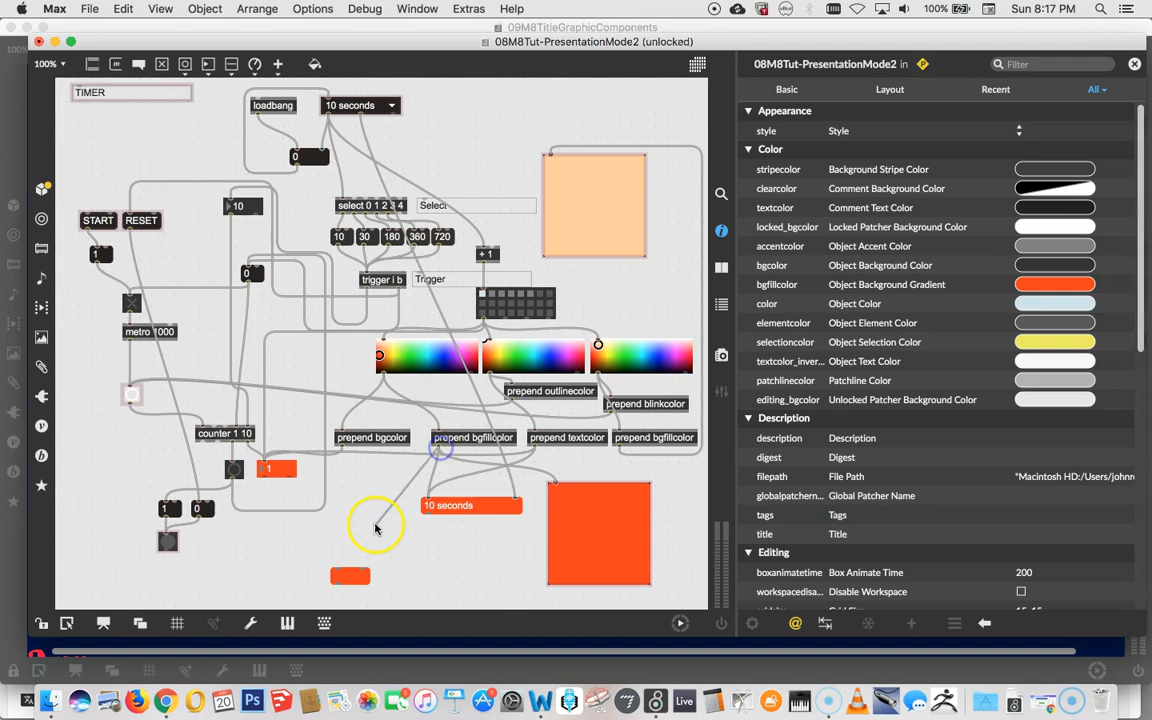 Max File Edit View Object Arrange Options Debug Window Extras Help
100% Sun 8:17 PM
09M8TitleGraphicComponents
08M8Tut-PresentationMode2 (unlocked)
100%
TIMER
loadbang
10 seconds
0
START
RESET
10
select 0 1 2 3 4
Select
1
10
30
180
360
720
+ 1
0
trigger i b
Trigger
metro 1000
prepend outlinecolor
prepend blinkcolor
counter 1 10
prepend bgcolor
prepend bgfillcolor
prepend textcolor
prepend bgfillcolor
1
1
0
10 seconds
08M8Tut-PresentationMode2 in
Filter
Basic Layout Recent All
Appearance
style Style
Color
stripecolor Background Stripe Color
clearcolor Comment Background Color
textcolor Comment Text Color
locked_bgcolor Locked Patcher Background Color
accentcolor Object Accent Color
bgcolor Object Background Color
bgfillcolor Object Background Gradient
color Object Color
elementcolor Object Element Color
selectioncolor Object Selection Color
textcolor_inver... Object Text Color
patchlinecolor Patchline Color
editing_bgcolor Unlocked Patcher Background Color
Description
description Description
digest Digest
filepath File Path "Macintosh HD:/Users/johnr
globalpatchern... Global Patcher Name
tags Tags
title Title
Editing
boxanimatetime Box Animate Time 200
workspacedisa... Disable Workspace
Live